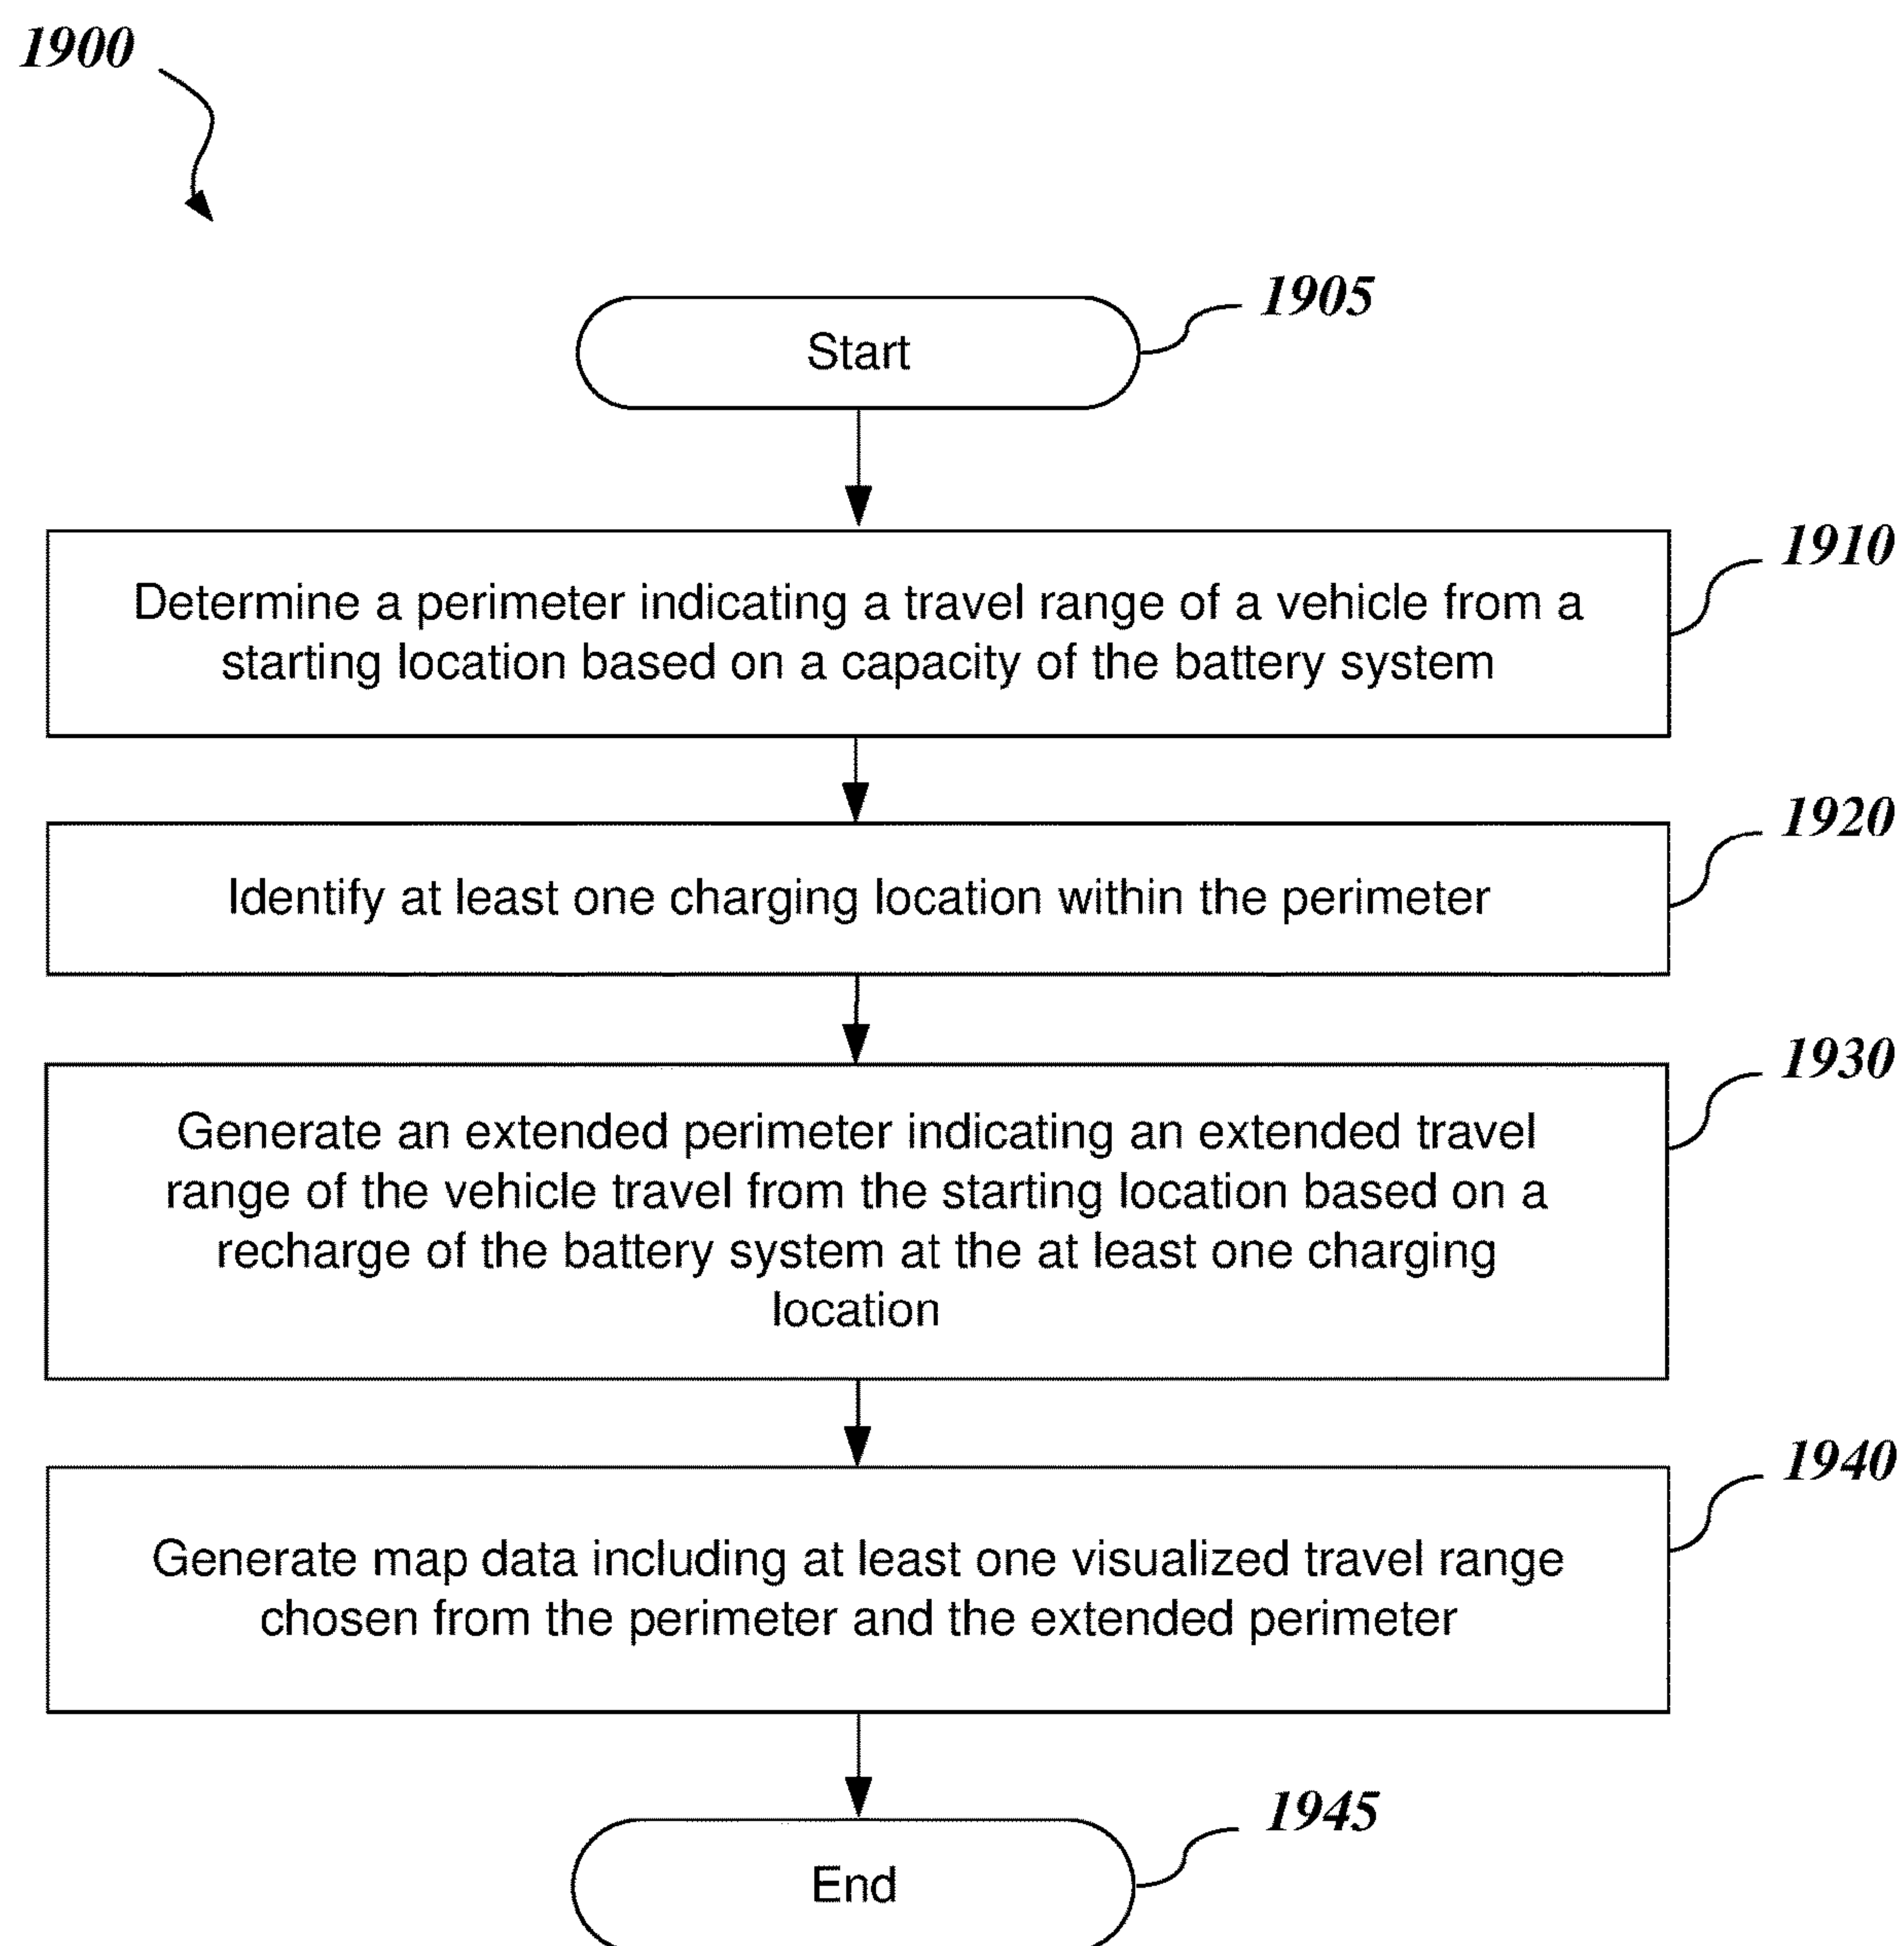 1900
Start
1905
Determine a perimeter indicating a travel range of a vehicle from a
starting location based on a capacity of the battery system
1910
Identify at least one charging location within the perimeter
1920
Generate an extended perimeter indicating an extended travel
range of the vehicle travel from the starting location based on a
recharge of the battery system at the at least one charging
location
1930
Generate map data including at least one visualized travel range
chosen from the perimeter and the extended perimeter
1940
End
1945